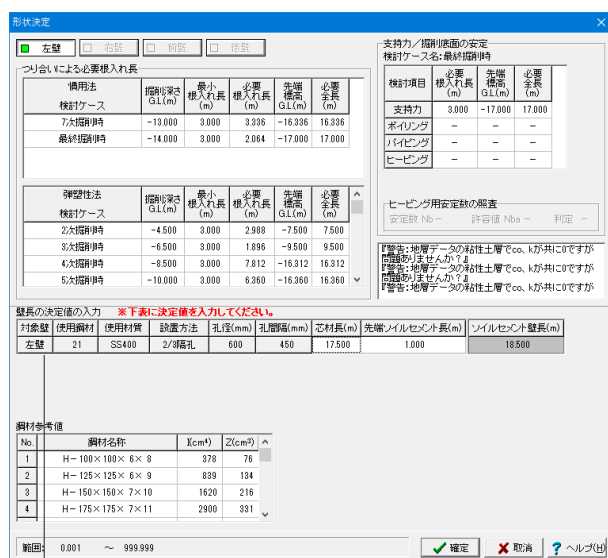 形状決定
左壁 右壁 前壁 後壁
つり合いによる必要根入れ長
慣用法
検討ケース 掘削深さ G.L(m) 最小 根入れ長 (m) 必要 根入れ長 (m) 先端 標高 G.L(m) 必要 全長 (m)
7次掘削時 -13.000 3.000 3.336 -16.336 16.336
最終掘削時 -14.000 3.000 2.064 -17.000 17.000
弾塑性法
検討ケース 掘削深さ G.L(m) 最小 根入れ長 (m) 必要 根入れ長 (m) 先端 標高 G.L(m) 必要 全長 (m)
2次掘削時 -4.500 3.000 2.988 -7.500 7.500
3次掘削時 -6.500 3.000 1.896 -9.500 9.500
4次掘削時 -8.500 3.000 7.812 -16.312 16.312
5次掘削時 -10.000 3.000 6.360 -16.360 16.360
支持力/掘削底面の安定
検討ケース名:最終掘削時
検討項目 必要 根入れ長 (m) 先端 標高 G.L(m) 必要 全長 (m)
支持力 3.000 -17.000 17.000
ボイリング - - -
パイピング - - -
ヒービング - - -
ヒービング用安定数の照査
安定数 Nb - 許容値 Nba - 判定 -
『警告:地層データの粘性土層でco、kが共に0ですが
問題ありませんか?』
『警告:地層データの粘性土層でco、kが共に0ですが
問題ありませんか?』
『警告:地層データの粘性土層でco、kが共に0ですが
壁長の決定値の入力 ※下表に決定値を入力してください。
対象壁 使用鋼材 使用材質 設置方法 孔径(mm) 孔間隔(mm) 芯材長(m) 先端ソイルセメント長(m) ソイルセメント壁長(m)
左壁 21 SS400 2/3隔孔 600 450 17.500 1.000 18.500
鋼材参考値
No. 鋼材名称 I(cm⁴) Z(cm³)
1 H-100×100× 6× 8 378 76
2 H-125×125× 6× 9 839 134
3 H-150×150× 7×10 1620 216
4 H-175×175× 7×11 2900 331
範囲: 0.001 ~ 999.999
確定 取消 ? ヘルプ(H)